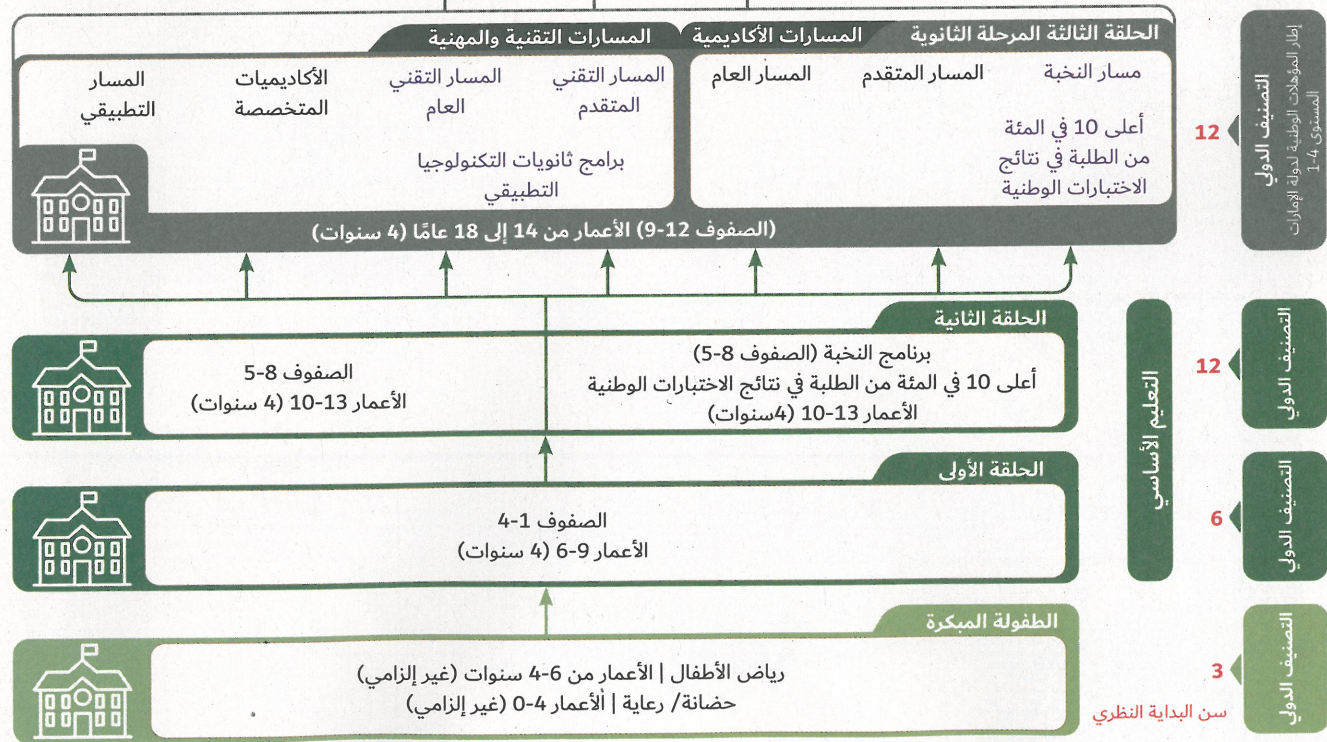 الحلقة الثالثة المرحلة الثانوية
المسارات الأكاديمية
المسارات التقنية والمهنية
مسار النخبة
أعلى 10 في المئة
من الطلبة في نتائج
الاختبارات الوطنية
المسار المتقدم
المسار العام
المسار التقني
المتقدم
المسار التقني
العام
برامج ثانويات التكنولوجيا
التطبيقي
الأكاديميات
المتخصصة
المسار
التطبيقي
(الصفوف 12-9) الأعمار من 14 إلى 18 عامًا (4 سنوات)
12
التصنيف الدولي
إطار المؤهلات الوطنية لدولة الإمارات
المستوى 4-1
الحلقة الثانية
برنامج النخبة (الصفوف 8-5)
أعلى 10 في المئة من الطلبة في نتائج الاختبارات الوطنية
الأعمار 13-10 (4سنوات)
الصفوف 8-5
الأعمار 13-10 (4 سنوات)
12
التصنيف الدولي
التعليم الأساسي
الحلقة الأولى
الصفوف 1-4
الأعمار 9-6 (4 سنوات)
6
التصنيف الدولي
الطفولة المبكرة
رياض الأطفال | الأعمار من 6-4 سنوات (غير إلزامي)
حضانة/ رعاية | ألأعمار 4-0 (غير إلزامي)
3
سن البداية النظري
التصنيف الدولي